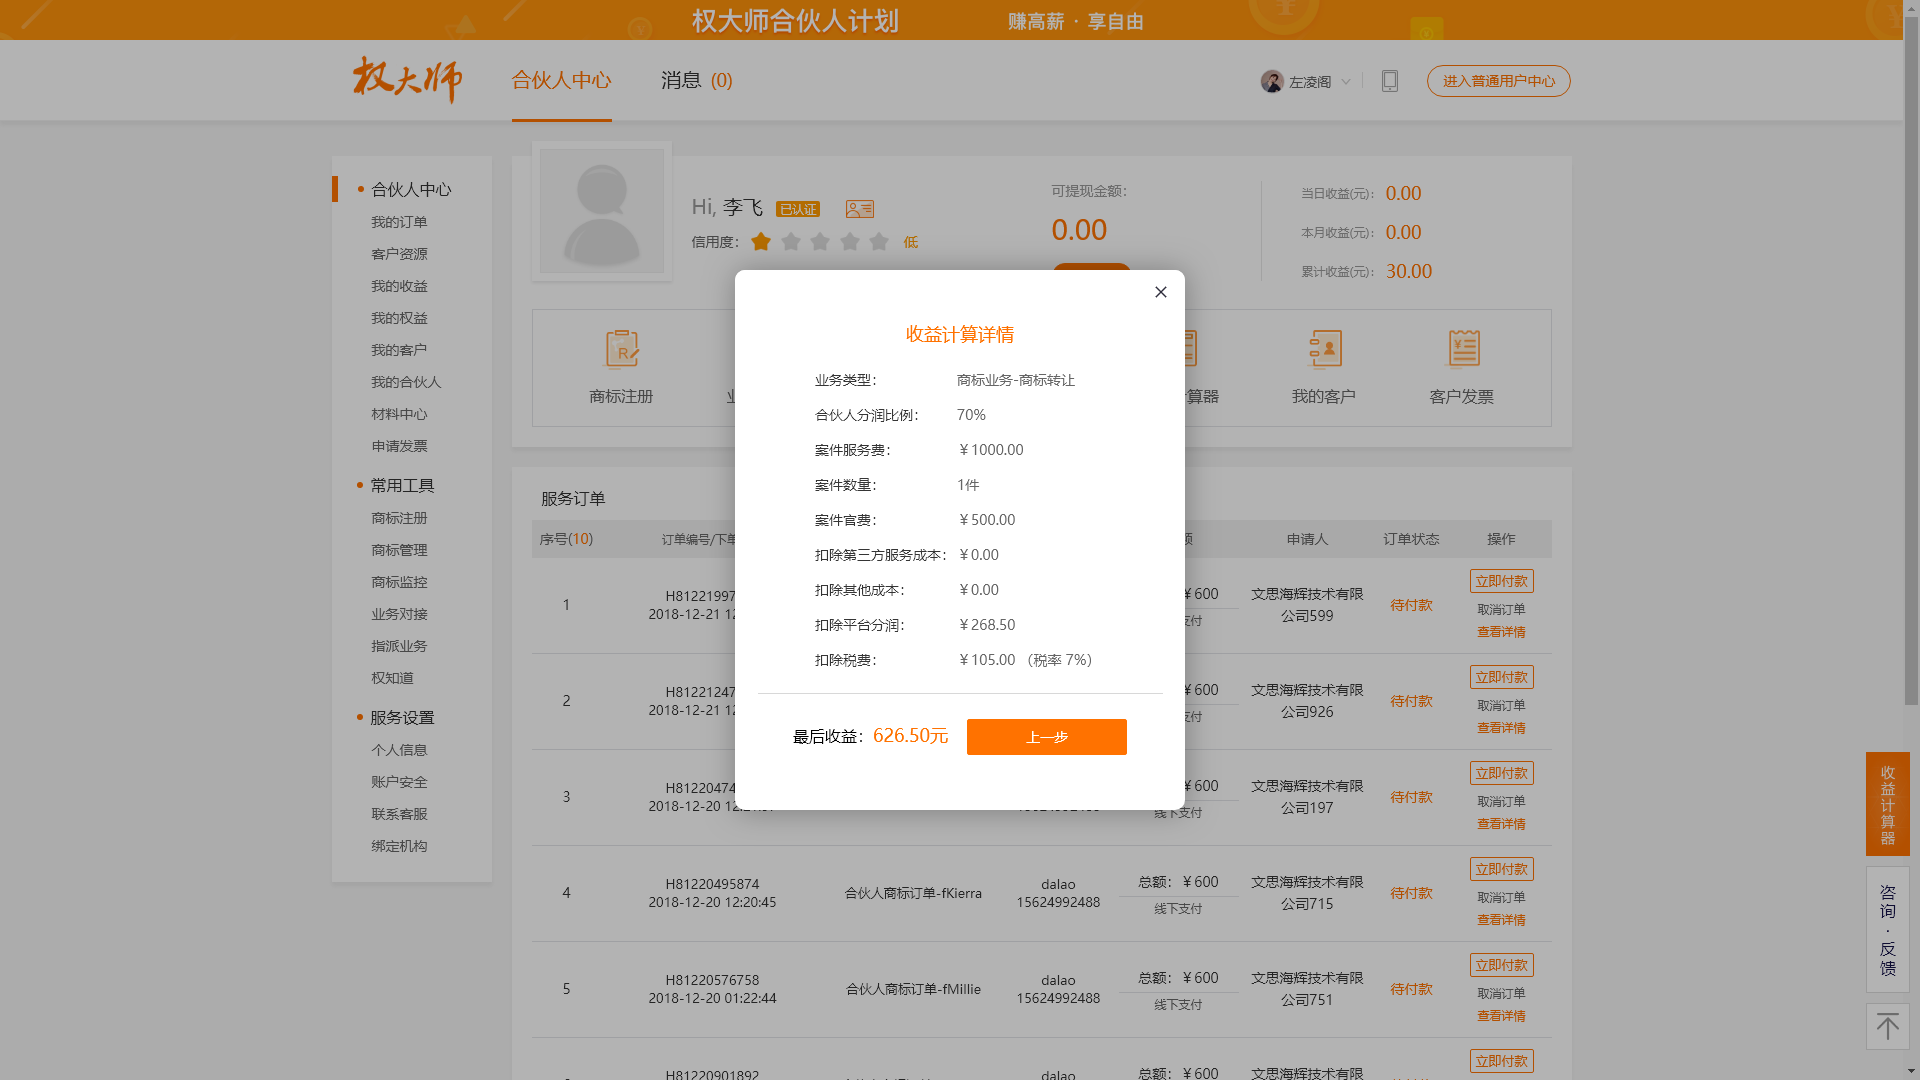 权大师合伙人计划 赚高薪 · 享自由
权大师 合伙人中心 消息 (0) 左凌阁 进入普通用户中心
合伙人中心
我的订单
客户资源
我的收益
我的权益
我的客户
我的合伙人
材料中心
申请发票
常用工具
商标注册
商标管理
商标监控
业务对接
指派业务
权知道
服务设置
个人信息
账户安全
联系客服
绑定机构
Hi, 李飞 已认证
信用度： 低
可提现金额：
0.00
当日收益(元)： 0.00
本月收益(元)： 0.00
累计收益(元)： 30.00
商标注册 算器 我的客户 客户发票
收益计算详情
业务类型： 商标业务-商标转让
合伙人分润比例： 70%
案件服务费： ￥1000.00
案件数量： 1件
案件官费： ￥500.00
扣除第三方服务成本： ￥0.00
扣除其他成本： ￥0.00
扣除平台分润： ￥268.50
扣除税费： ￥105.00 （税率 7%）
最后收益：626.50元 上一步
服务订单
序号(10) 订单编号/下单 申请人 订单状态 操作
1
H81221997
2018-12-21 12
￥600
支付
文思海辉技术有限
公司599
待付款
立即付款
取消订单
查看详情
2
H81221247
2018-12-21 12
￥600
支付
文思海辉技术有限
公司926
待付款
立即付款
取消订单
查看详情
3
H81220474
2018-12-20 12:21:07
15624992488
￥600
线下支付
文思海辉技术有限
公司197
待付款
立即付款
取消订单
查看详情
4
H81220495874
2018-12-20 12:20:45
合伙人商标订单-fKierra
dalao
15624992488
总额：￥600
线下支付
文思海辉技术有限
公司715
待付款
立即付款
取消订单
查看详情
5
H81220576758
2018-12-20 01:22:44
合伙人商标订单-fMillie
dalao
15624992488
总额：￥600
线下支付
文思海辉技术有限
公司751
待付款
立即付款
取消订单
查看详情
H81220901892
dalao
总额：￥600
文思海辉技术有限
立即付款
收益计算器
咨询·反馈